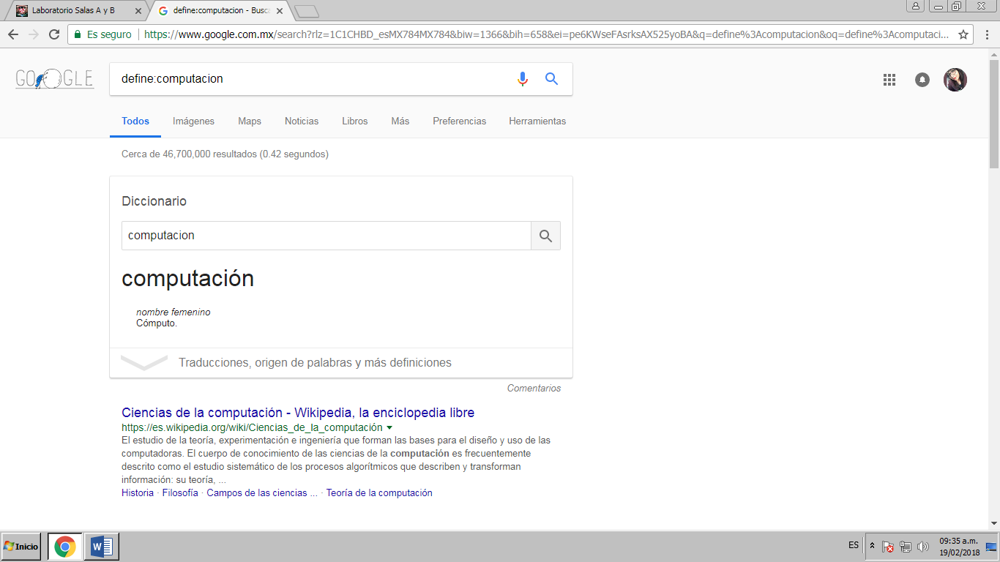 Laboratorio Salas A y B
define:computacion - Busc
Es seguro
https://www.google.com.mx/search?rlz=1C1CHBD_esMX784MX784&biw=1366&bih=658&ei=pe6KWseFAsrksAX525yoBA&q=define%3Acomputacion&oq=define%3Acomputaci...
GOOGLE
define:computacion
Todos Imágenes Maps Noticias Libros Más Preferencias Herramientas
Cerca de 46,700,000 resultados (0.42 segundos)
Diccionario
computacion
computación
nombre femenino
Cómputo.
Traducciones, origen de palabras y más definiciones
Comentarios
Ciencias de la computación - Wikipedia, la enciclopedia libre
https://es.wikipedia.org/wiki/Ciencias_de_la_computación
El estudio de la teoría, experimentación e ingeniería que forman las bases para el diseño y uso de las
computadoras. El cuerpo de conocimiento de las ciencias de la computación es frecuentemente
descrito como el estudio sistemático de los procesos algorítmicos que describen y transforman
información: su teoría, ...
Historia · Filosofía · Campos de las ciencias ... · Teoría de la computación
Inicio
ES
09:35 a.m.
19/02/2018